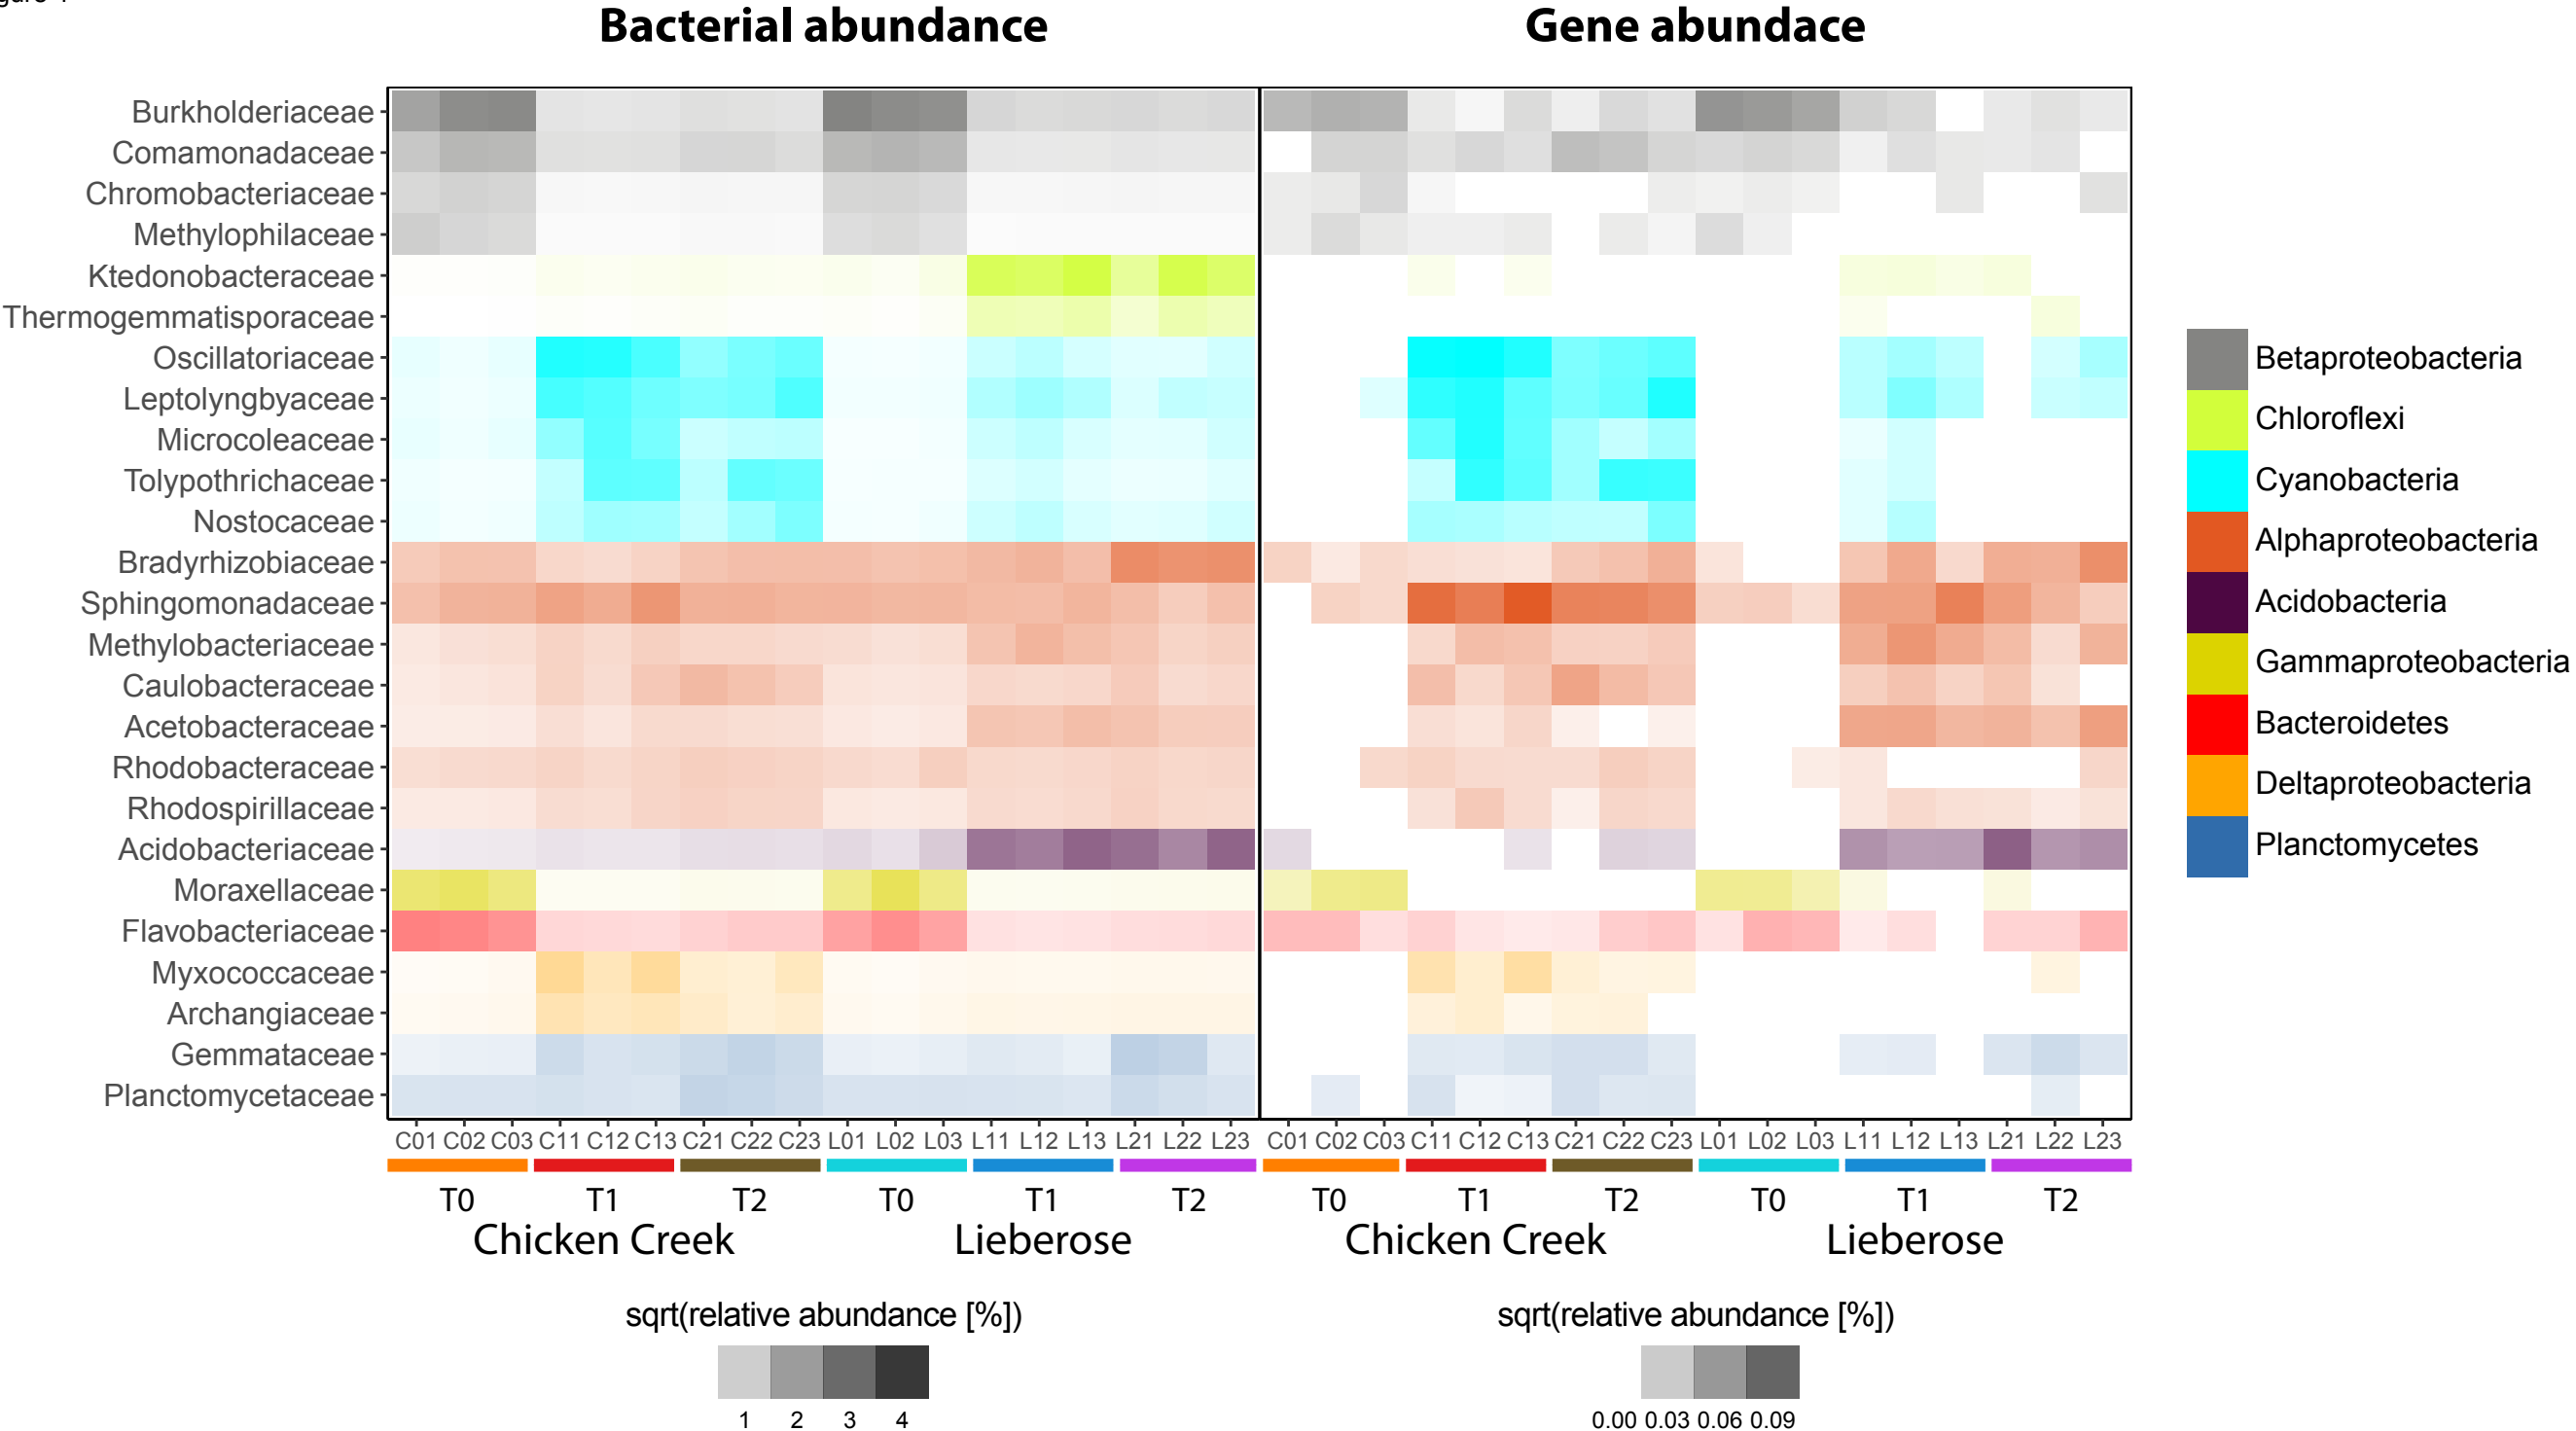 Bacterial abundance
Gene abundace
Burkholderiaceae
Comamonadaceae
Chromobacteriaceae
Methylophilaceae
Ktedonobacteraceae
Thermogemmatisporaceae
Oscillatoriaceae
Leptolyngbyaceae
Microcoleaceae
Tolypothrichaceae
Nostocaceae
Bradyrhizobiaceae
Sphingomonadaceae
Methylobacteriaceae
Caulobacteraceae
Acetobacteraceae
Rhodobacteraceae
Rhodospirillaceae
Acidobacteriaceae
Moraxellaceae
Flavobacteriaceae
Myxococcaceae
Archangiaceae
Gemmataceae
Planctomycetaceae
Betaproteobacteria
Chloroflexi
Cyanobacteria
Alphaproteobacteria
Acidobacteria
Gammaproteobacteria
Bacteroidetes
Deltaproteobacteria
Planctomycetes
C01 C02 C03 C11 C12 C13 C21 C22 C23 L01 L02 L03 L11 L12 L13 L21 L22 L23
C01 C02 C03 C11 C12 C13 C21 C22 C23 L01 L02 L03 L11 L12 L13 L21 L22 L23
T0 T1 T2 T0 T1 T2
T0 T1 T2 T0 T1 T2
Chicken Creek Lieberose
Chicken Creek Lieberose
sqrt(relative abundance [%])
1 2 3 4
sqrt(relative abundance [%])
0.00 0.03 0.06 0.09